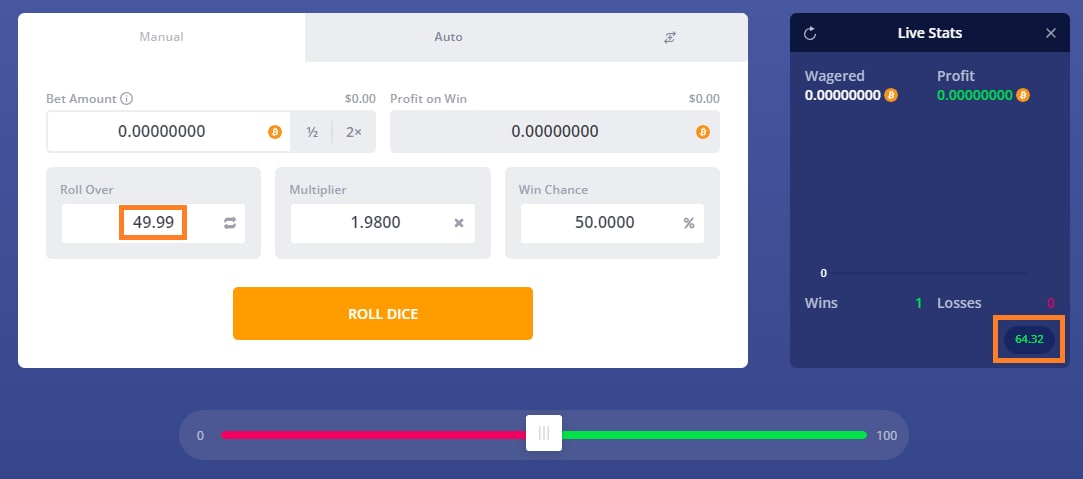 Manual
Auto
Bet Amount $0.00
0.00000000 ½ 2×
Profit on Win $0.00
0.00000000
Roll Over
49.99
Multiplier
1.9800 ×
Win Chance
50.0000 %
ROLL DICE
Live Stats ×
Wagered
0.00000000
Profit
0.00000000
0
Wins 1 Losses 0
64.32
0 100